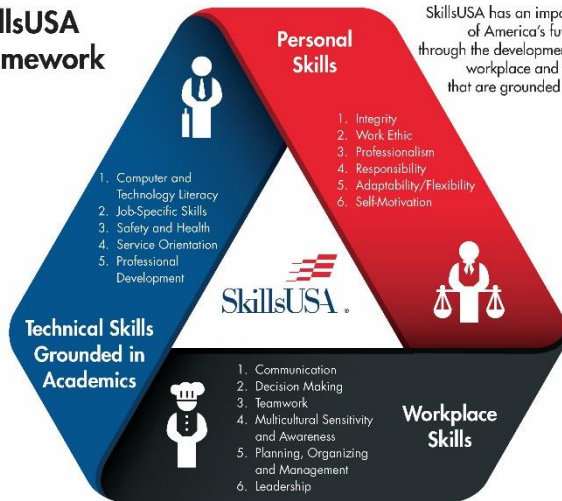 llsUSA
mework
SkillsUSA has an impo
of America's fu
through the developmen
workplace and
that are grounded
Personal
Skills
1. Integrity
2. Work Ethic
3. Professionalism
4. Responsibility
5. Adaptability/Flexibility
6. Self-Motivation
1. Computer and
Technology Literacy
2. Job-Specific Skills
3. Safety and Health
4. Service Orientation
5. Professional
Development
Technical Skills
Grounded in
Academics
SkillsUSA
1. Communication
2. Decision Making
3. Teamwork
4. Multicultural Sensitivity
and Awareness
5. Planning, Organizing
and Management
6. Leadership
Workplace
Skills